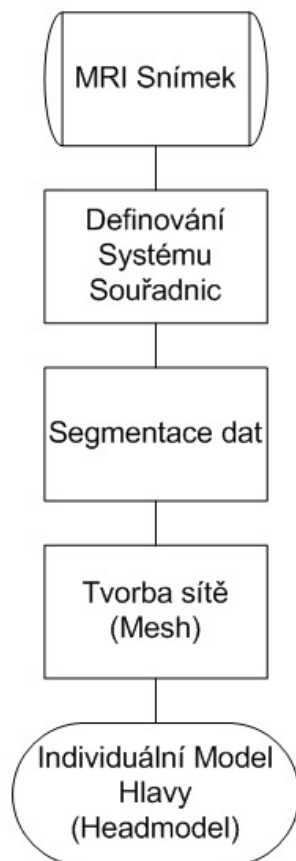 MRI Snímek
Definování
Systému
Souřadnic
Segmentace dat
Tvorba sítě
(Mesh)
Individuální Model
Hlavy
(Headmodel)